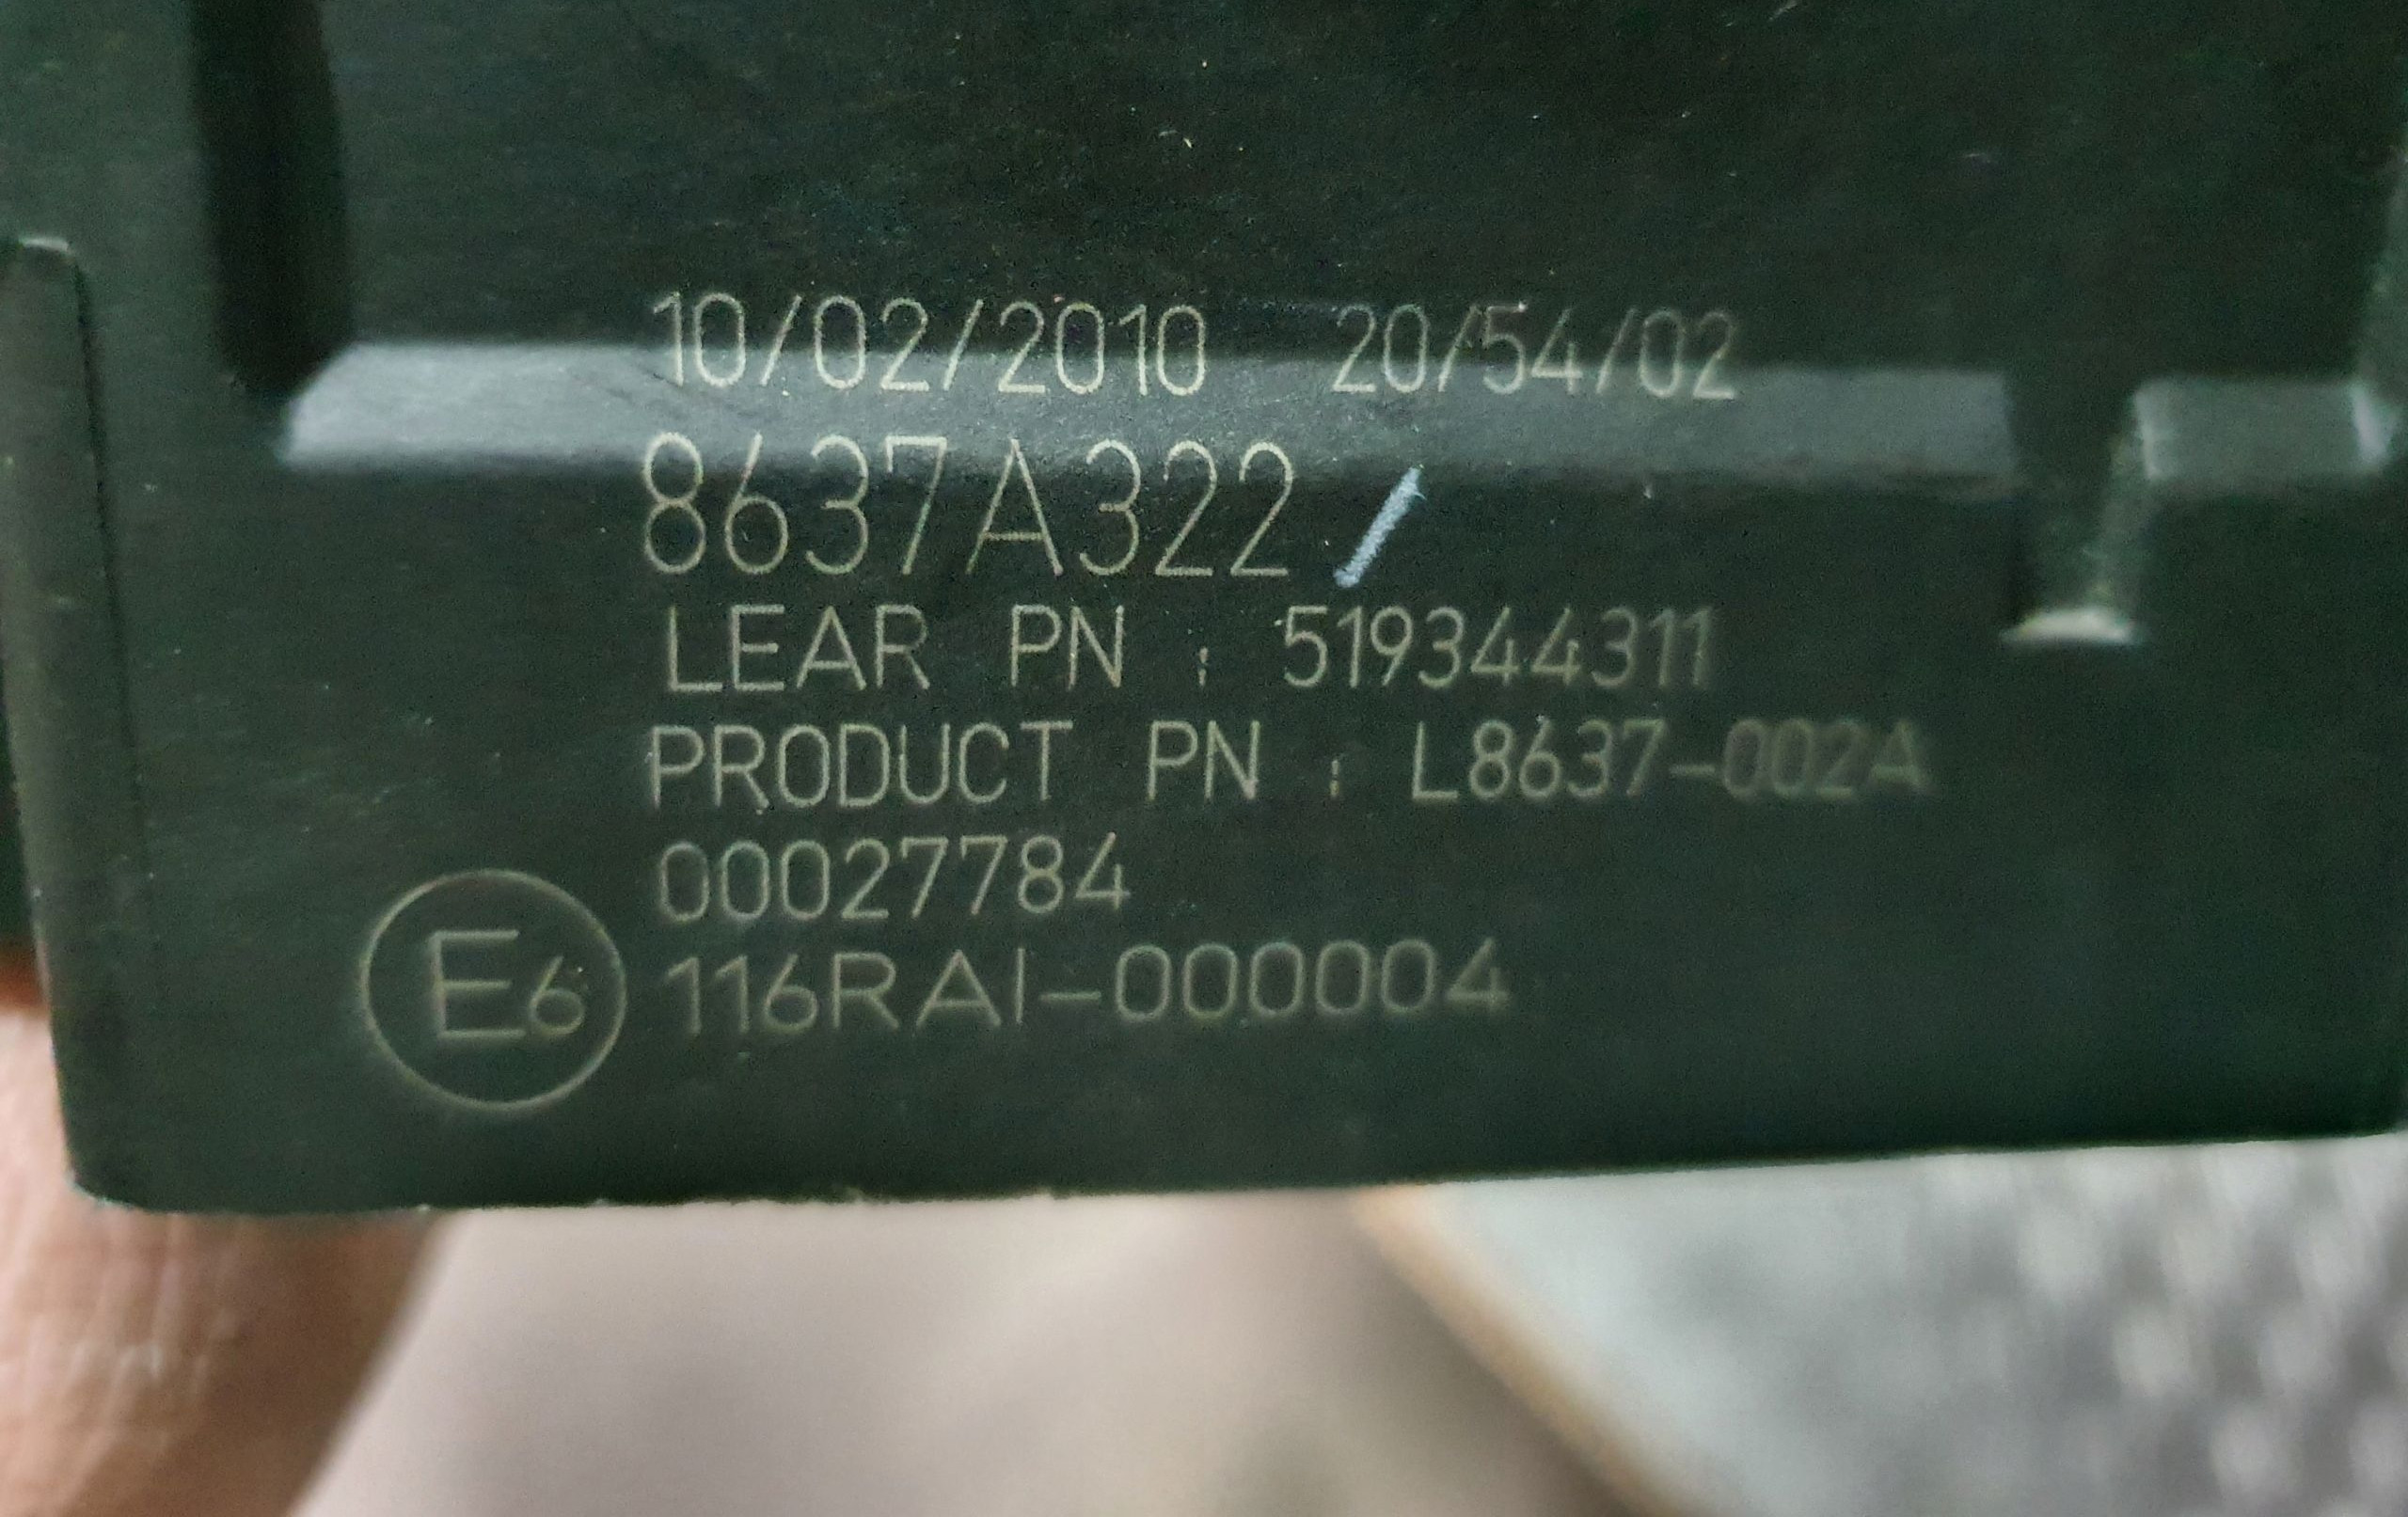 10/02/2010 20/54/02
8637A322
LEAR PN : 519344311
PRODUCT PN : L8637-002A
00027784
E6 116RAI-000004